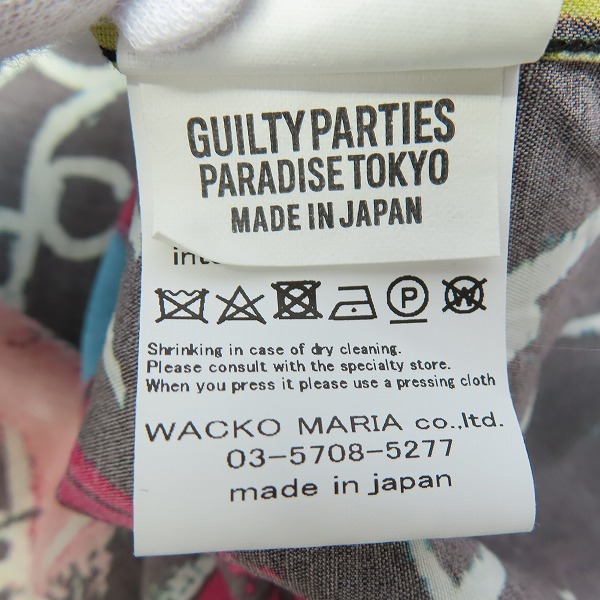 GUILTY PARTIES
PARADISE TOKYO
MADE IN JAPAN
P
W
Shrinking in case of dry cleaning.
Please consult with the specialty store.
When you press it please use a pressing cloth
WACKO MARIA co.,ltd.
03-5708-5277
made in japan